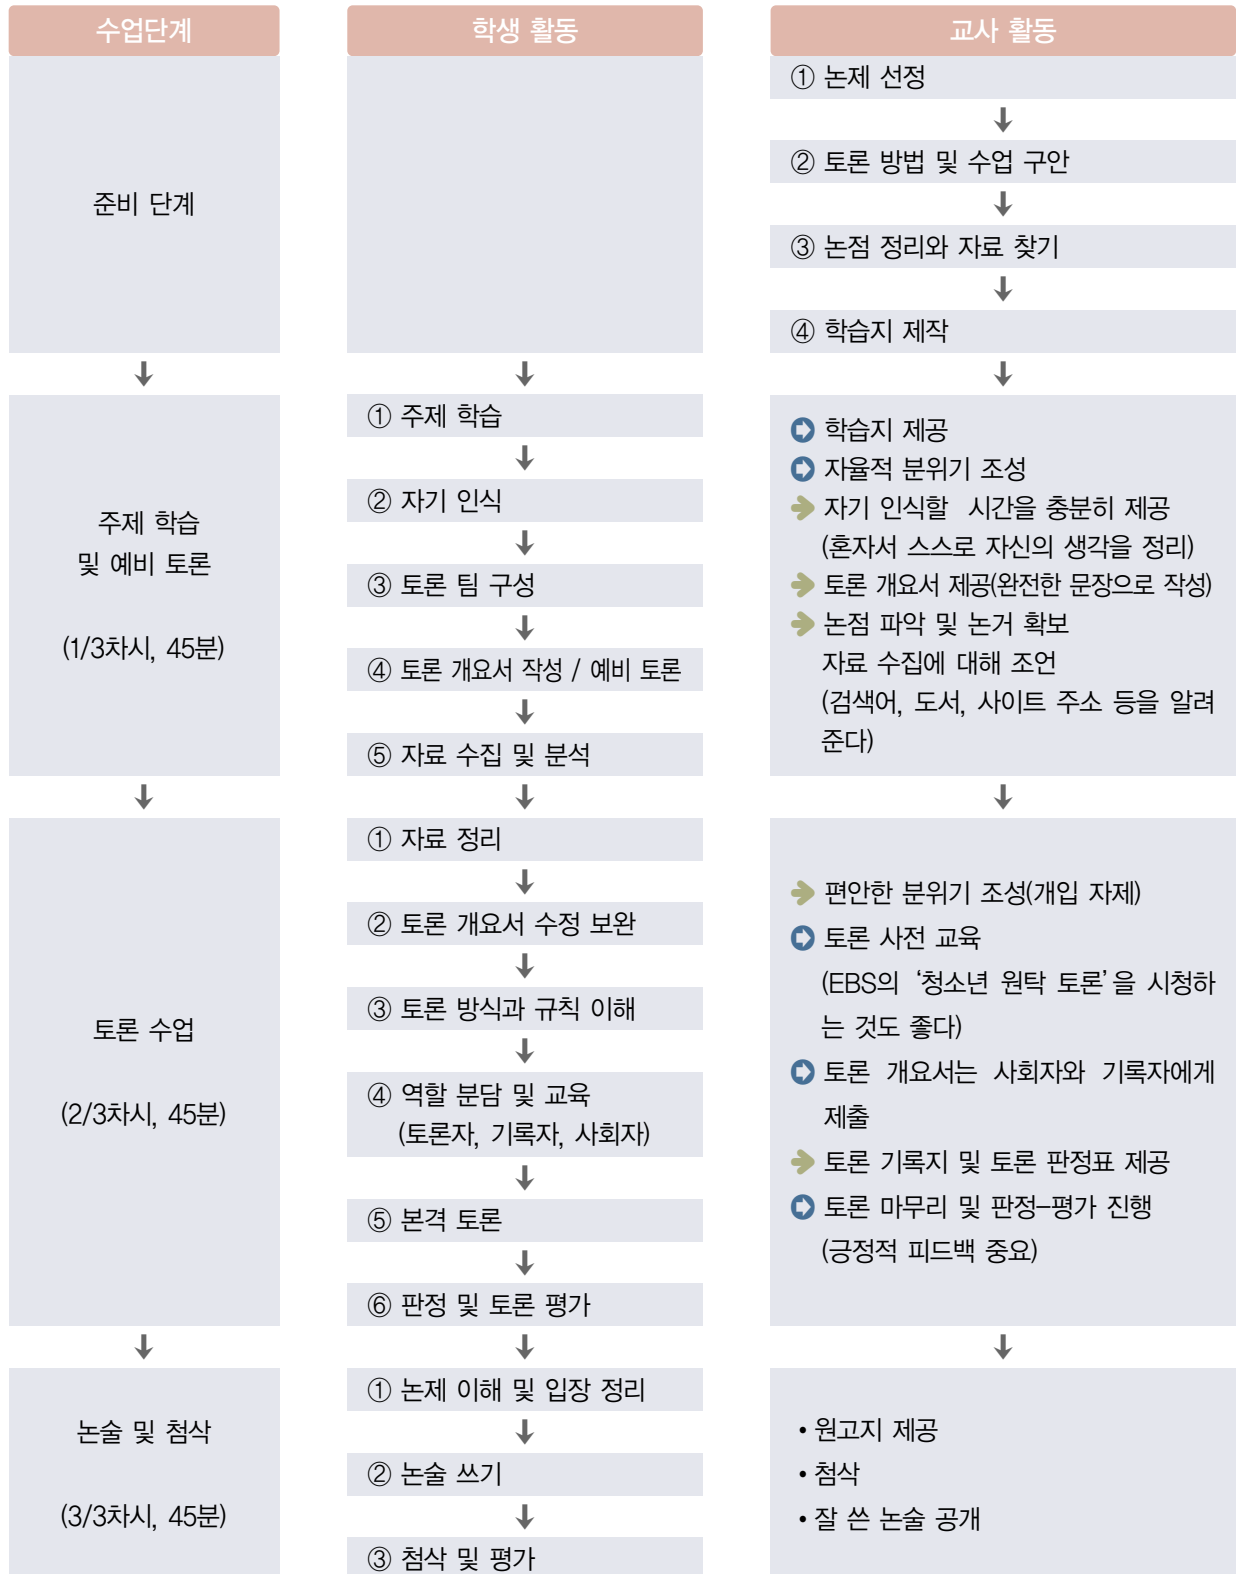 수업단계
학생 활동
교사 활동
준비 단계
① 논제 선정
② 토론 방법 및 수업 구안
③ 논점 정리와 자료 찾기
④ 학습지 제작
주제 학습
및 예비 토론
(1/3차시, 45분)
① 주제 학습
② 자기 인식
③ 토론 팀 구성
④ 토론 개요서 작성 / 예비 토론
⑤ 자료 수집 및 분석
학습지 제공
자율적 분위기 조성
자기 인식할 시간을 충분히 제공
(혼자서 스스로 자신의 생각을 정리)
토론 개요서 제공(완전한 문장으로 작성)
논점 파악 및 논거 확보
자료 수집에 대해 조언
(검색어, 도서, 사이트 주소 등을 알려
준다)
토론 수업
(2/3차시, 45분)
① 자료 정리
② 토론 개요서 수정 보완
③ 토론 방식과 규칙 이해
④ 역할 분담 및 교육
(토론자, 기록자, 사회자)
⑤ 본격 토론
⑥ 판정 및 토론 평가
편안한 분위기 조성(개입 자제)
토론 사전 교육
(EBS의 ‘청소년 원탁 토론’을 시청하
는 것도 좋다)
토론 개요서는 사회자와 기록자에게
제출
토론 기록지 및 토론 판정표 제공
토론 마무리 및 판정-평가 진행
(긍정적 피드백 중요)
논술 및 첨삭
(3/3차시, 45분)
① 논제 이해 및 입장 정리
② 논술 쓰기
③ 첨삭 및 평가
• 원고지 제공
• 첨삭
• 잘 쓴 논술 공개